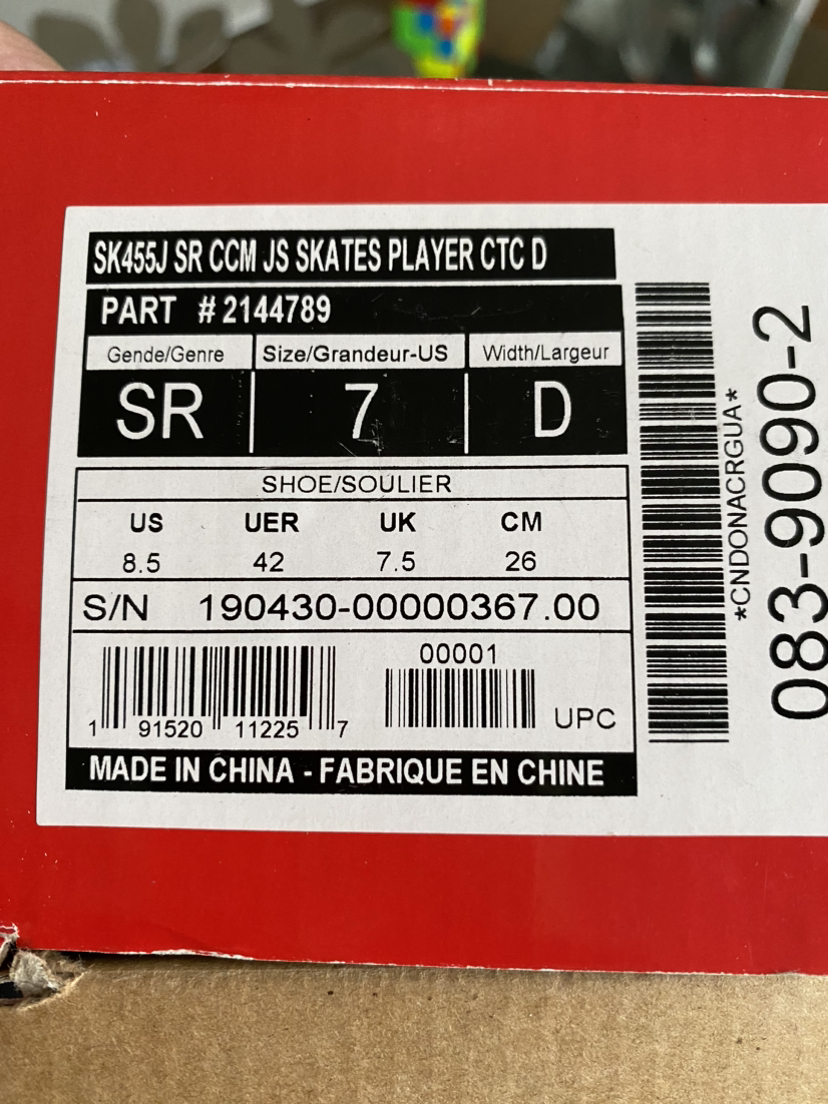 SK455J SR CCM JS SKATES PLAYER CTC D
PART # 2144789
Gende/Genre Size/Grandeur-US Width/Largeur
SR 7 D
SHOE/SOULIER
US UER UK CM
8.5 42 7.5 26
S/N 190430-00000367.00
00001
1 91520 11225 7
UPC
MADE IN CHINA - FABRIQUE EN CHINE
*CNDONACRGUA*
083-9090-2